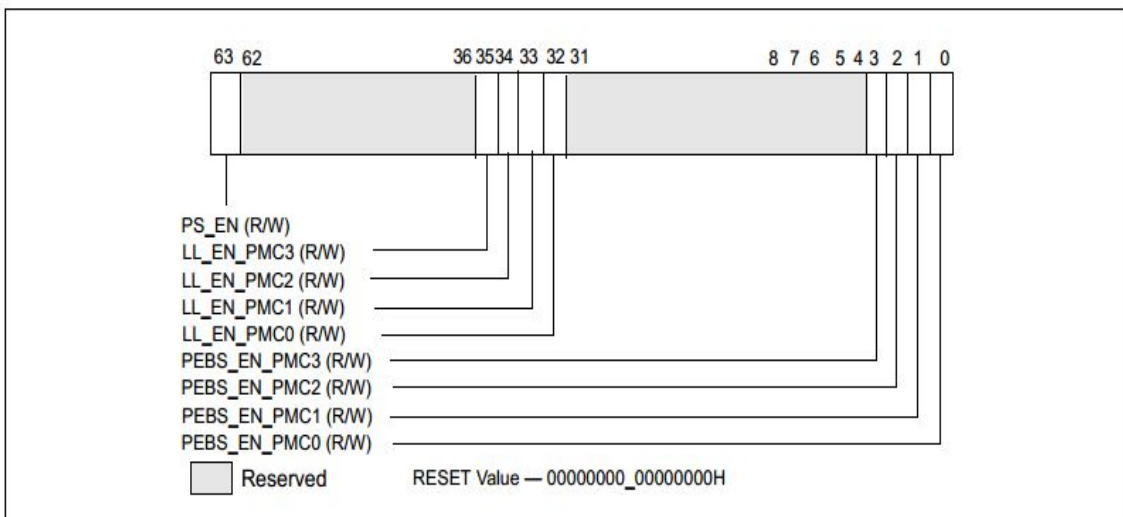 63 62 36 35 34 33 32 31 8 7 6 5 4 3 2 1 0
PS_EN (R/W)
LL_EN_PMC3 (R/W)
LL_EN_PMC2 (R/W)
LL_EN_PMC1 (R/W)
LL_EN_PMC0 (R/W)
PEBS_EN_PMC3 (R/W)
PEBS_EN_PMC2 (R/W)
PEBS_EN_PMC1 (R/W)
PEBS_EN_PMC0 (R/W)
Reserved RESET Value — 00000000_00000000H